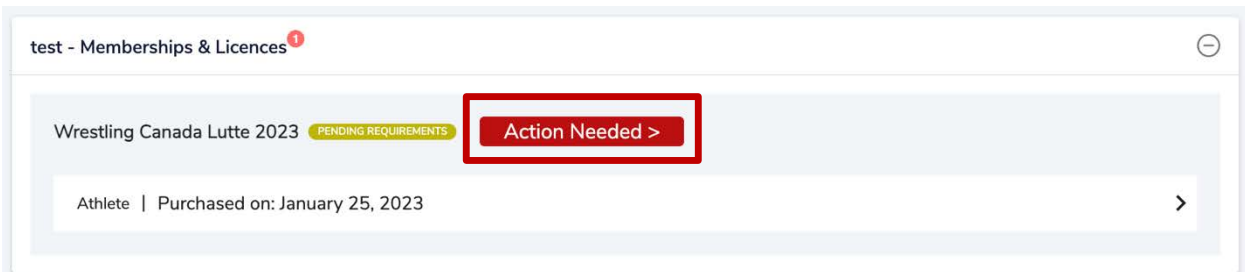 test - Memberships & Licences 1
Wrestling Canada Lutte 2023 PENDING REQUIREMENTS Action Needed >
Athlete | Purchased on: January 25, 2023